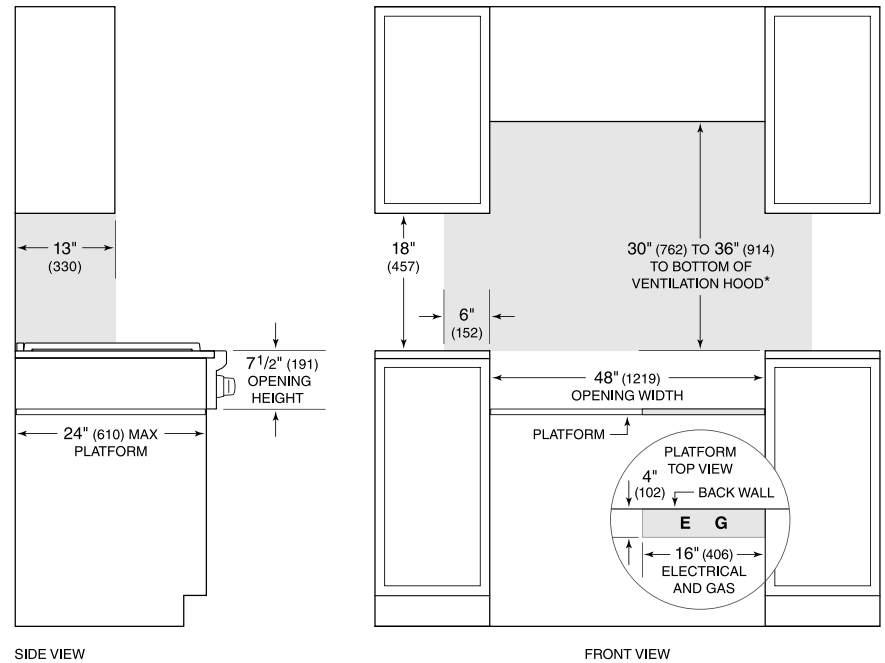 13"
(330)
7 1/2" (191)
OPENING
HEIGHT
24" (610) MAX
PLATFORM
SIDE VIEW
18"
(457)
30" (762) TO 36" (914)
TO BOTTOM OF
VENTILATION HOOD*
6"
(152)
48" (1219)
OPENING WIDTH
PLATFORM
PLATFORM
TOP VIEW
4"
(102)
BACK WALL
E G
16" (406)
ELECTRICAL
AND GAS
FRONT VIEW